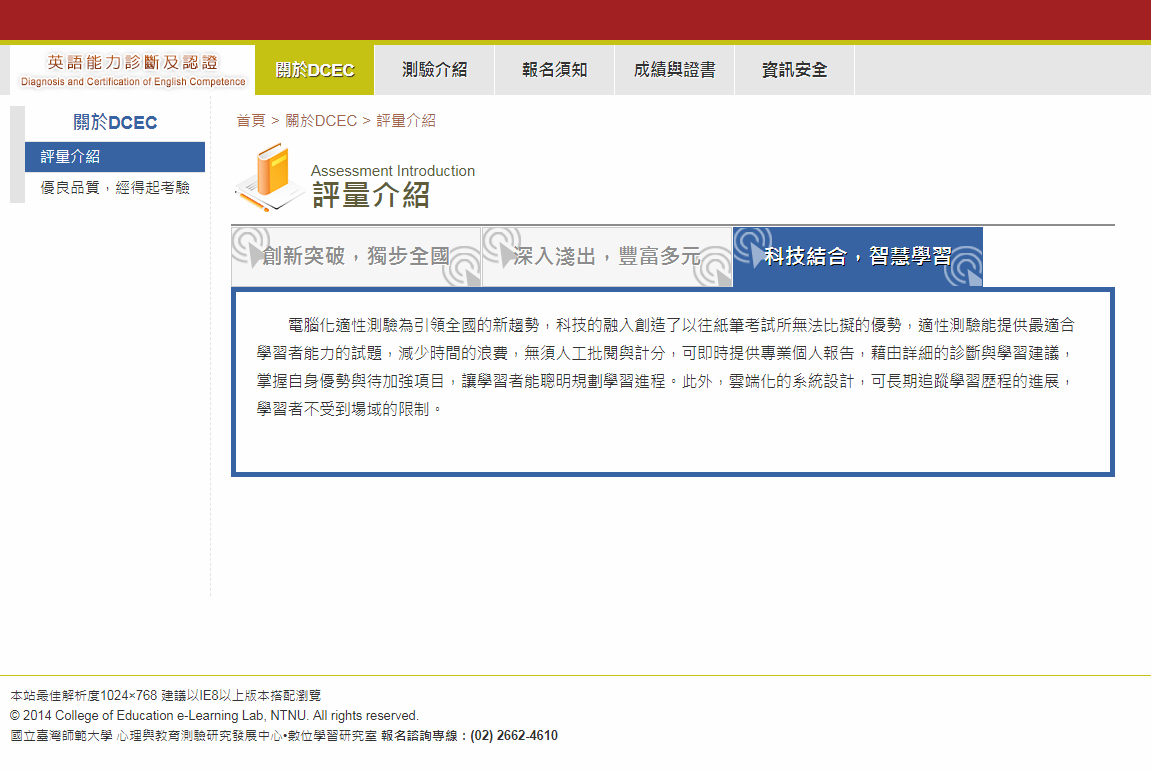 英語能力診斷及認證
Diagnosis and Certification of English Competence
關於DCEC
測驗介紹
報名須知
成績與證書
資訊安全
關於DCEC
評量介紹
優良品質，經得起考驗
首頁 > 關於DCEC > 評量介紹
Assessment Introduction
評量介紹
創新突破，獨步全國
深入淺出，豐富多元
科技結合，智慧學習
電腦化適性測驗為引領全國的新趨勢，科技的融入創造了以往紙筆考試所無法比擬的優勢，適性測驗能提供最適合
學習者能力的試題，減少時間的浪費，無須人工批閱與計分，可即時提供專業個人報告，藉由詳細的診斷與學習建議，
掌握自身優勢與待加強項目，讓學習者能聰明規劃學習進程。此外，雲端化的系統設計，可長期追蹤學習歷程的進展，
學習者不受到場域的限制。
本站最佳解析度1024×768 建議以IE8以上版本搭配瀏覽
© 2014 College of Education e-Learning Lab, NTNU. All rights reserved.
國立臺灣師範大學 心理與教育測驗研究發展中心•數位學習研究室 報名諮詢專線：(02) 2662-4610